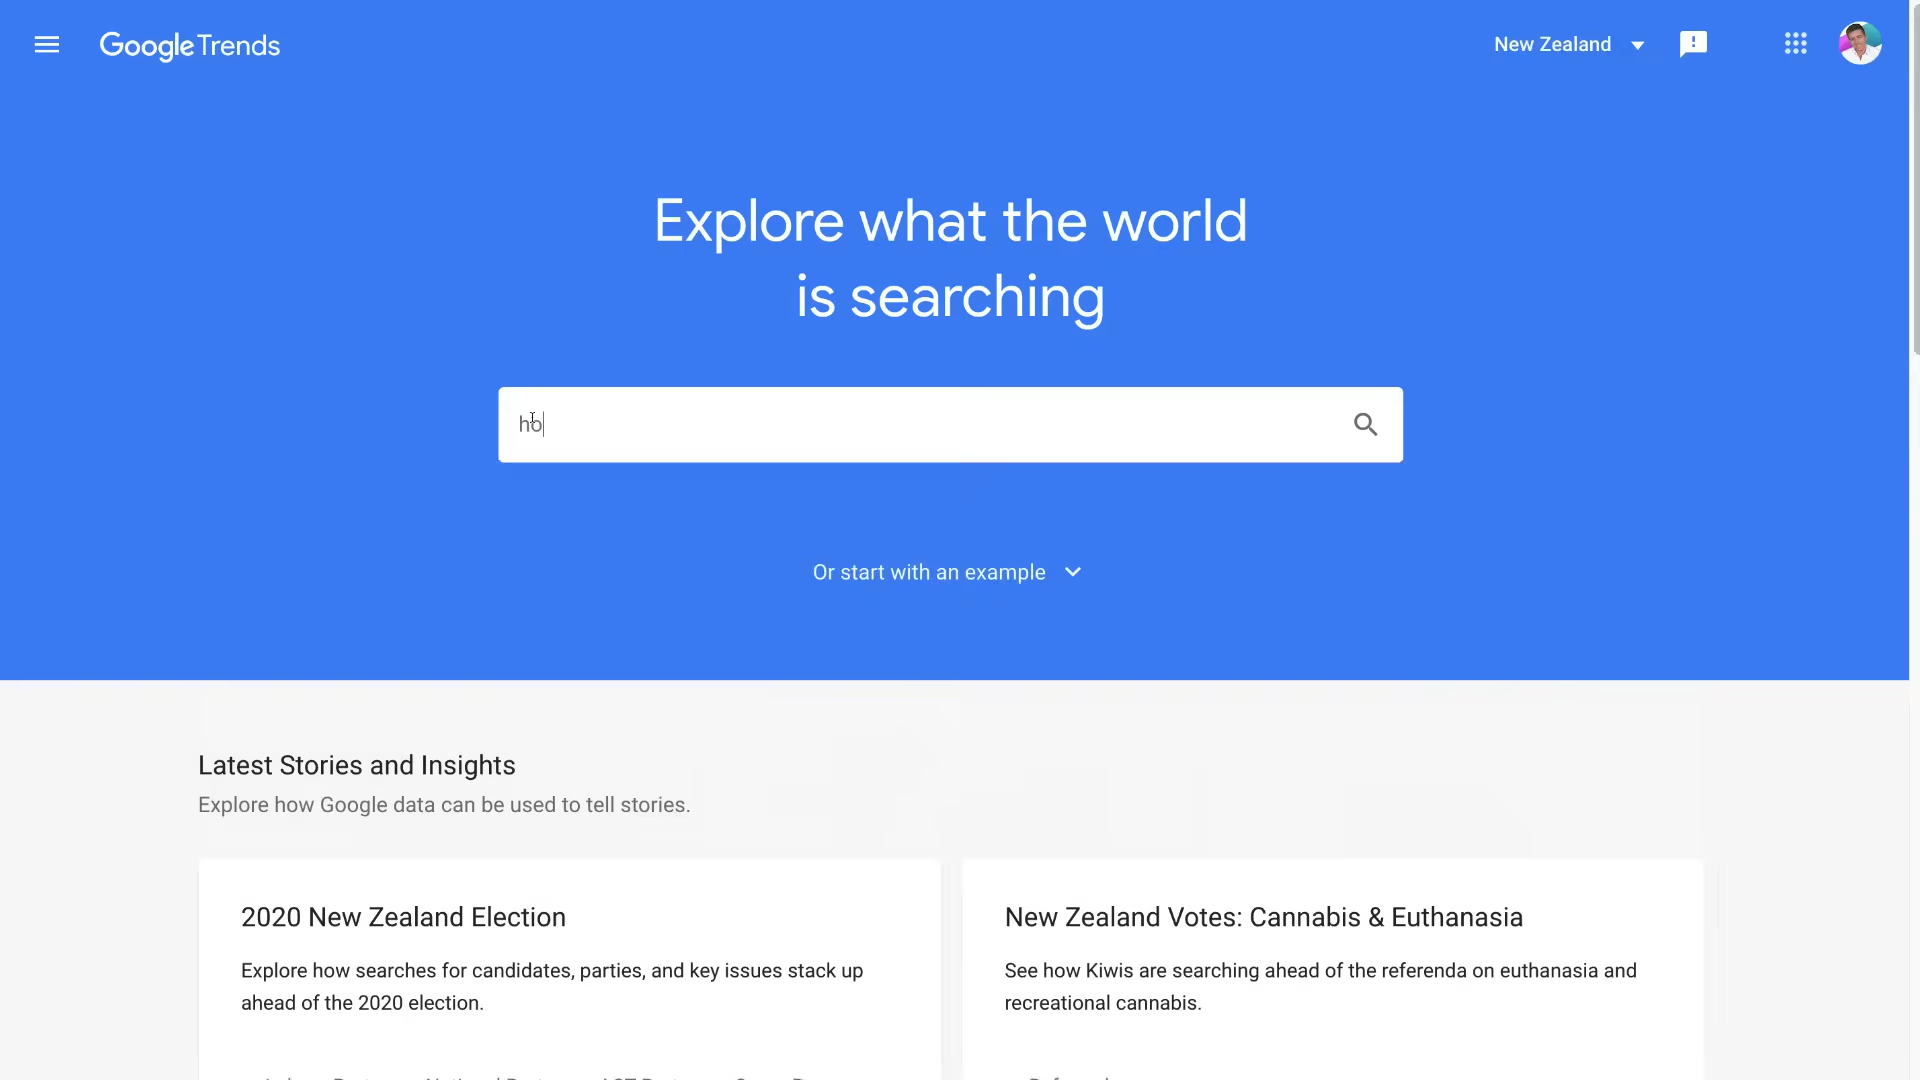 Google Trends
New Zealand
Explore what the world
is searching
ho
Or start with an example
Latest Stories and Insights
Explore how Google data can be used to tell stories.
2020 New Zealand Election
Explore how searches for candidates, parties, and key issues stack up
ahead of the 2020 election.
New Zealand Votes: Cannabis & Euthanasia
See how Kiwis are searching ahead of the referenda on euthanasia and
recreational cannabis.